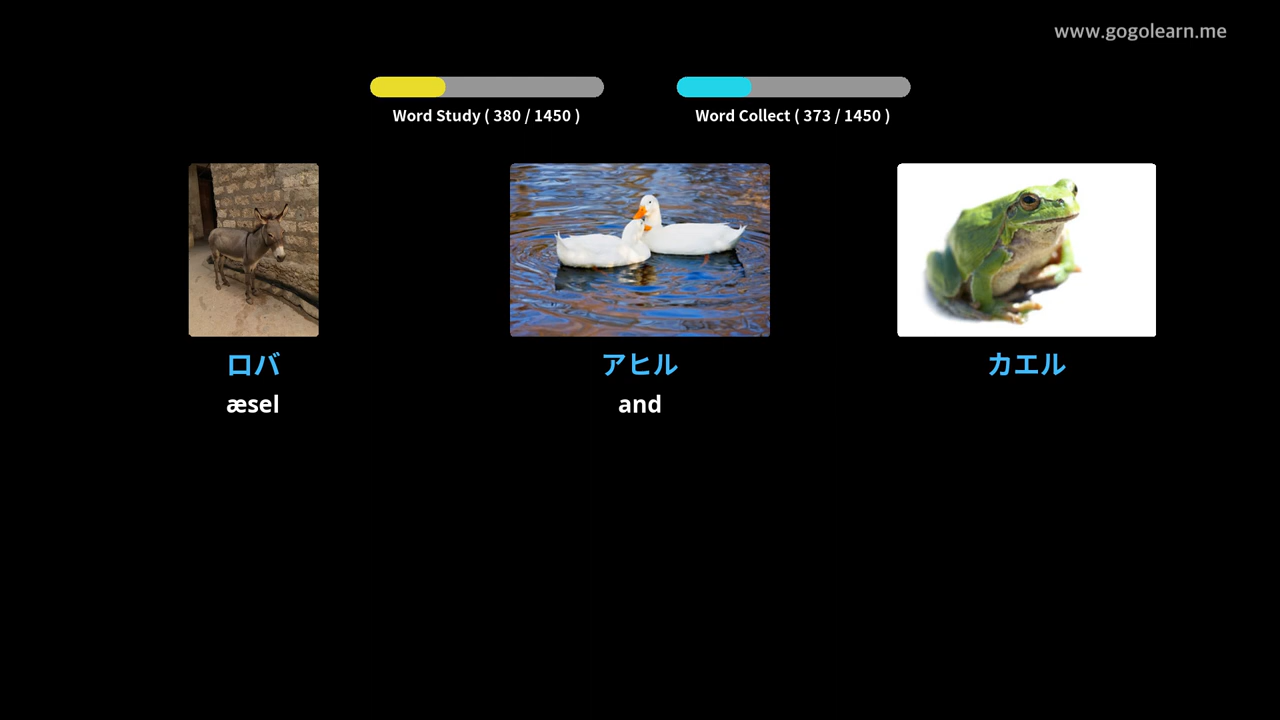 www.gogolearn.me
Word Study ( 380 / 1450 )
Word Collect ( 373 / 1450 )
ロバ
アヒル
カエル
æsel
and